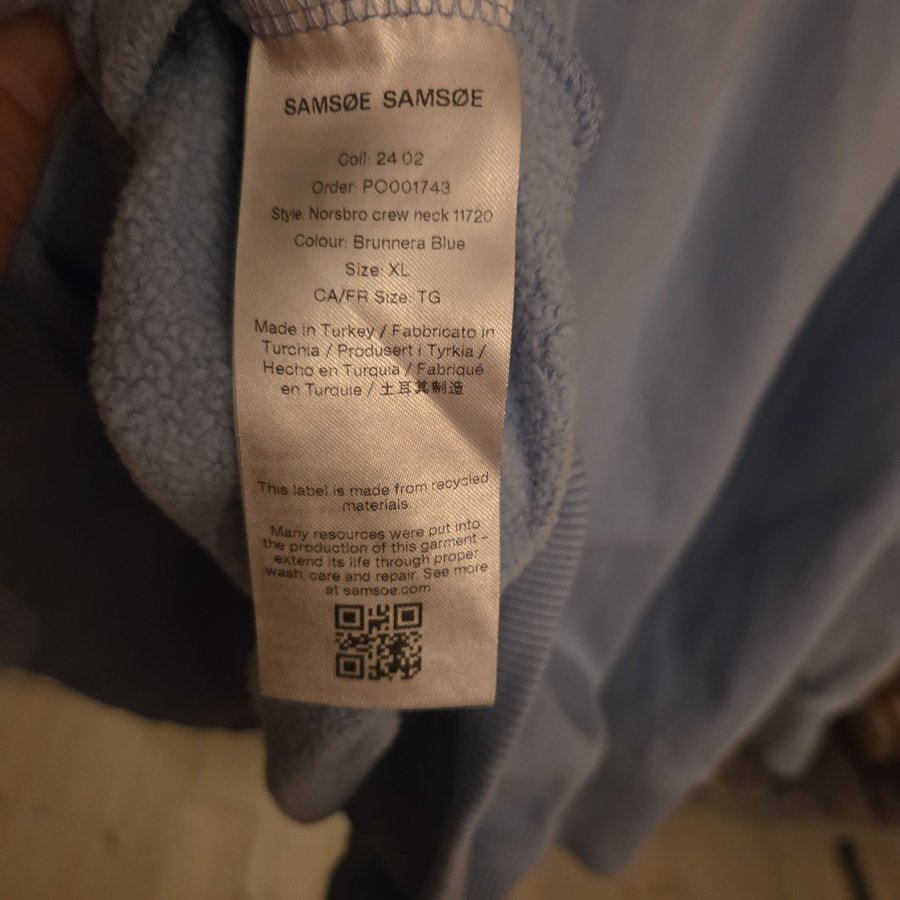 SAMSØE SAMSØE
Coll: 24 02
Order: PO001743
Style: Norsbro crew neck 11720
Colour: Brunnera Blue
Size: XL
CA/FR Size: TG
Made in Turkey / Fabbricato in
Turchia / Produsert i Tyrkia /
Hecho en Turquia / Fabriqué
en Turquie / 土耳其制造
This label is made from recycled
materials
Many resources were put into
the production of this garment -
extend its life through proper
wash, care and repair. See more
at samsoe.com